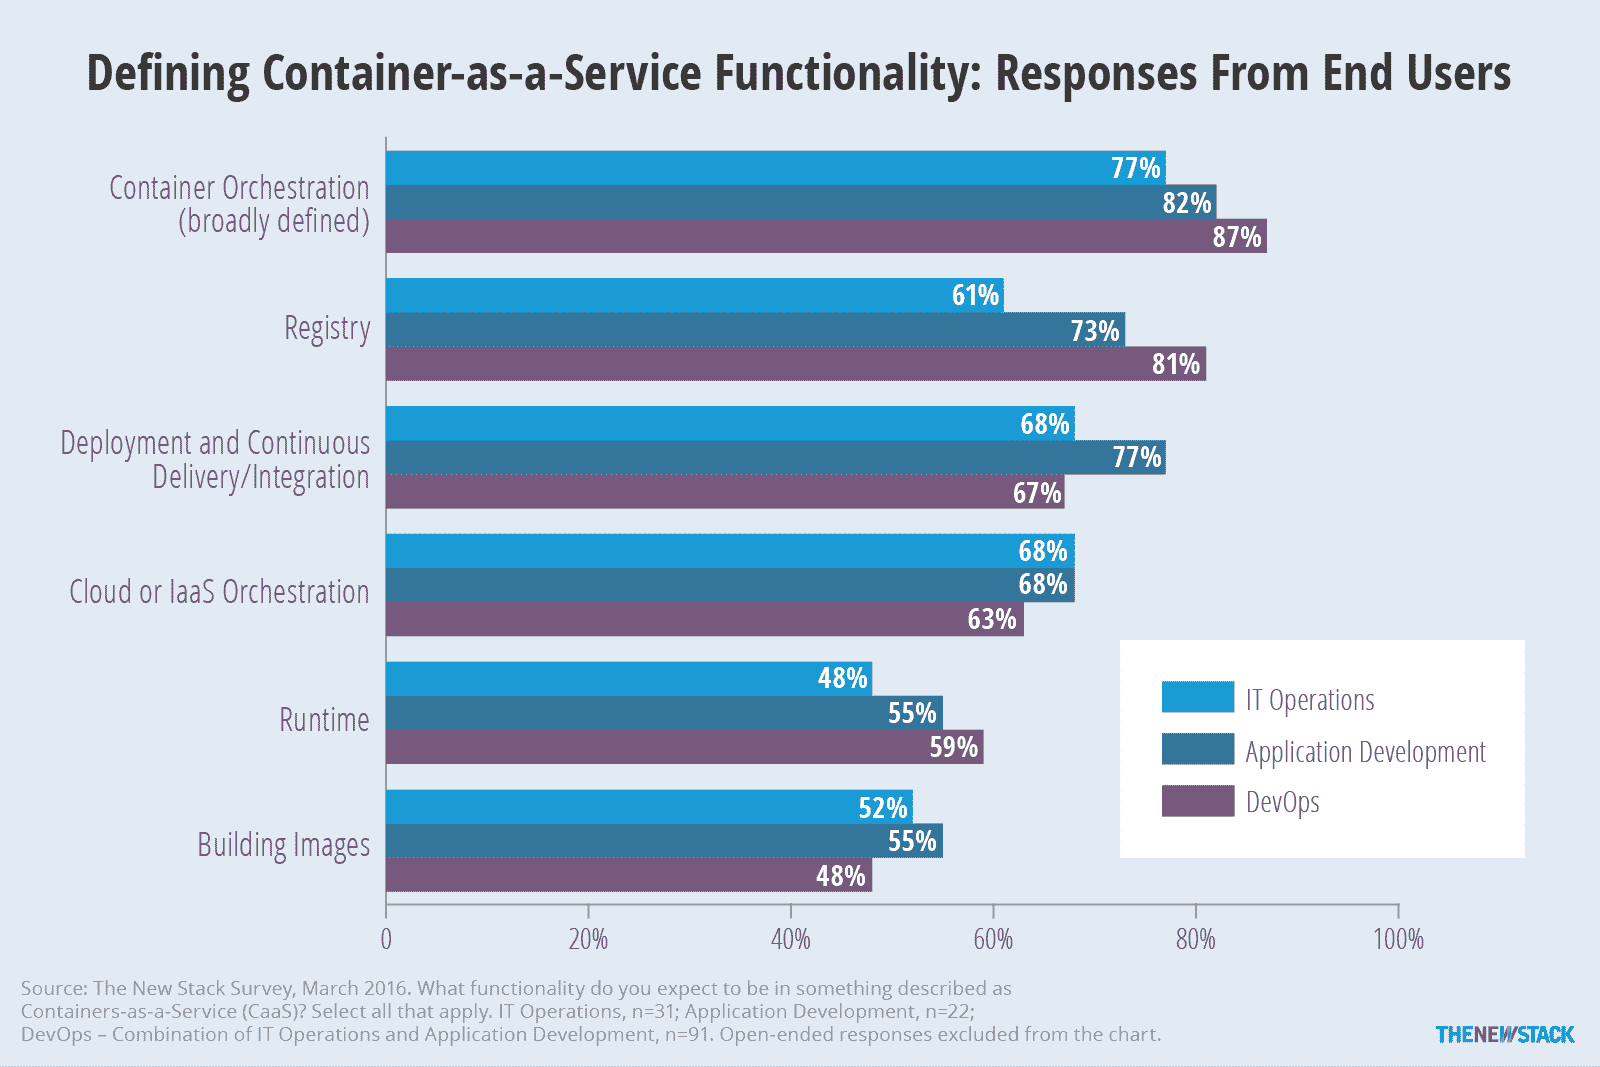 Defining Container-as-a-Service Functionality: Responses From End Users
Container Orchestration
(broadly defined)
77%
82%
87%
Registry
61%
73%
81%
Deployment and Continuous
Delivery/Integration
68%
77%
67%
Cloud or IaaS Orchestration
68%
68%
63%
Runtime
48%
55%
59%
Building Images
52%
55%
48%
IT Operations
Application Development
DevOps
0 20% 40% 60% 80% 100%
Source: The New Stack Survey, March 2016. What functionality do you expect to be in something described as
Containers-as-a-Service (CaaS)? Select all that apply. IT Operations, n=31; Application Development, n=22;
DevOps – Combination of IT Operations and Application Development, n=91. Open-ended responses excluded from the chart.
THENEWSTACK